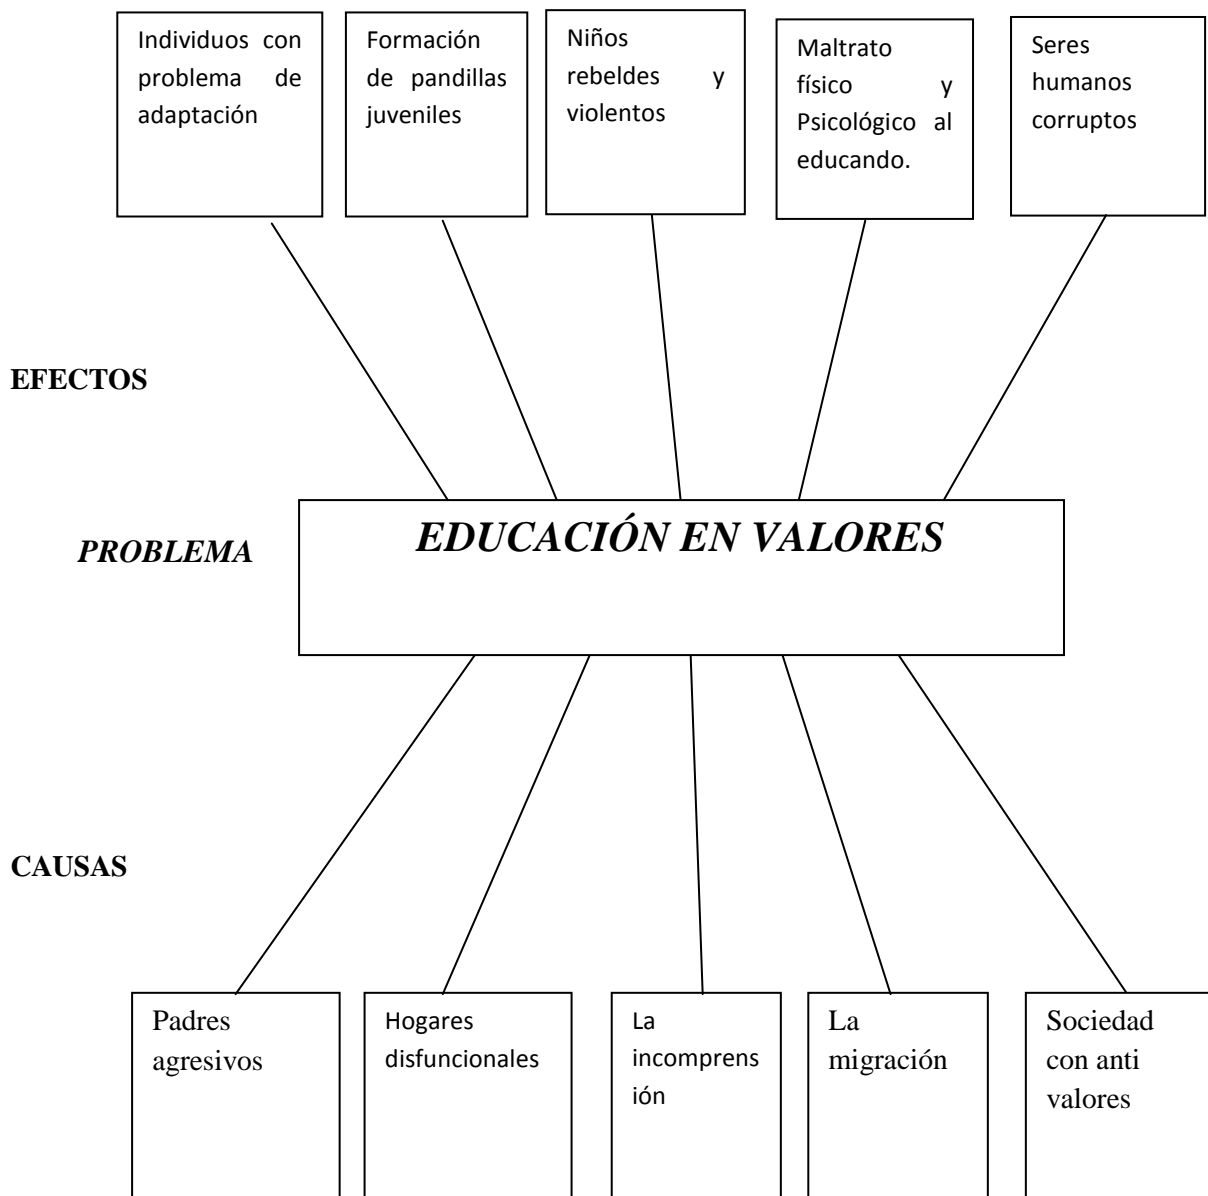 Individuos con
problema de
adaptación
Formación
de pandillas
juveniles
Niños
rebeldes y
violentos
Maltrato
físico y
Psicológico al
educando.
Seres
humanos
corruptos
EFECTOS
PROBLEMA
EDUCACIÓN EN VALORES
CAUSAS
Padres
agresivos
Hogares
disfuncionales
La
incomprens
ión
La
migración
Sociedad
con anti
valores